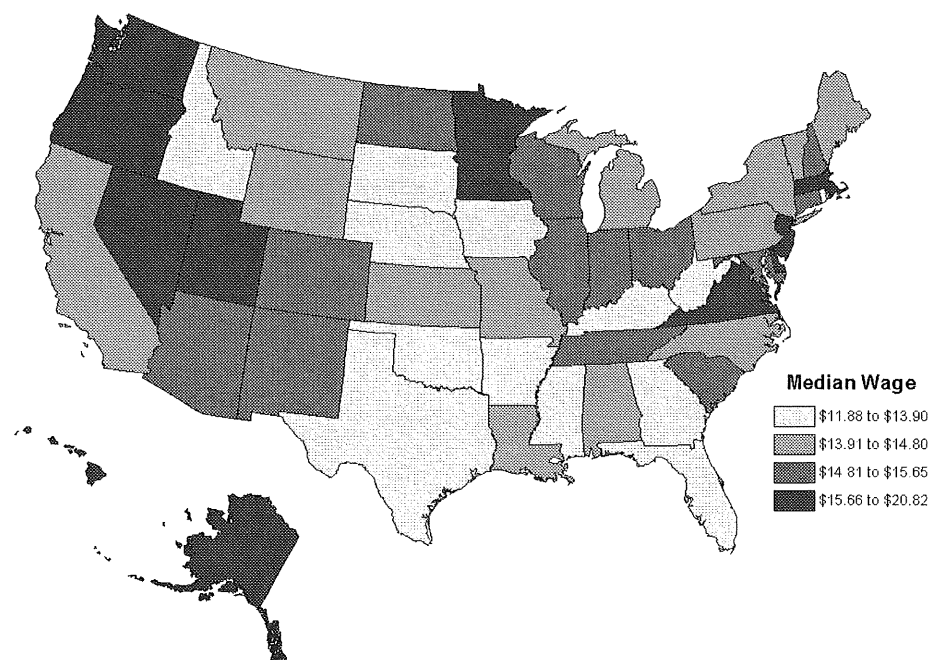 Median Wage
$11.88 to $13.90
$13.91 to $14.80
$14 81 to $15.65
$15.66 to $20.82